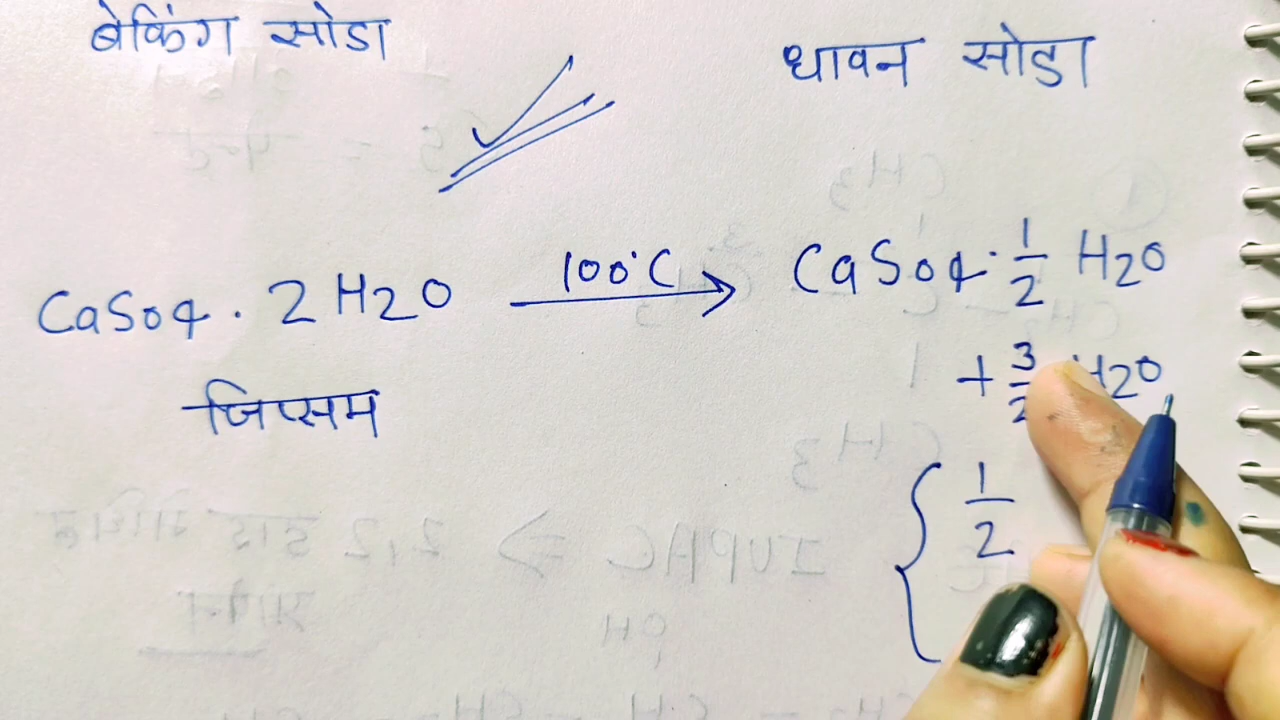 बेकिंग सोडा धावन सोडा
CaSo4 . 2H2O 100°C → CaSo4 · 1/2 H2O
+ 3/2 H2O
जिप्सम
{ 1/2